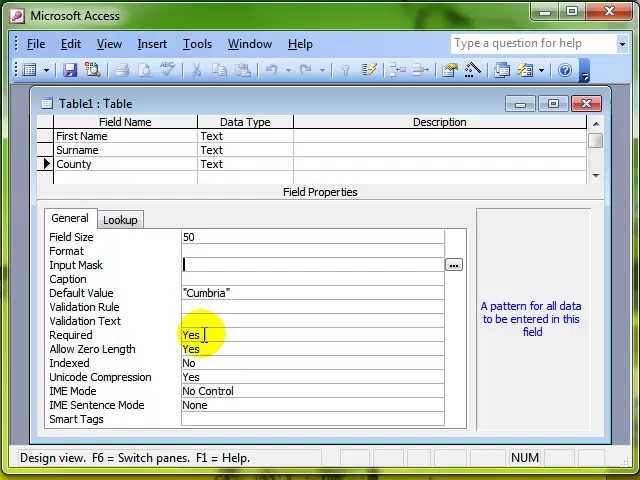 Microsoft Access
File Edit View Insert Tools Window Help Type a question for help
Table1 : Table
Field Name Data Type Description
First Name Text
Surname Text
County Text
Field Properties
General Lookup
Field Size 50
Format
Input Mask
Caption
Default Value "Cumbria"
Validation Rule
Validation Text
Required Yes
Allow Zero Length Yes
Indexed No
Unicode Compression Yes
IME Mode No Control
IME Sentence Mode None
Smart Tags
A pattern for all data
to be entered in this
field
Design view. F6 = Switch panes. F1 = Help. NUM